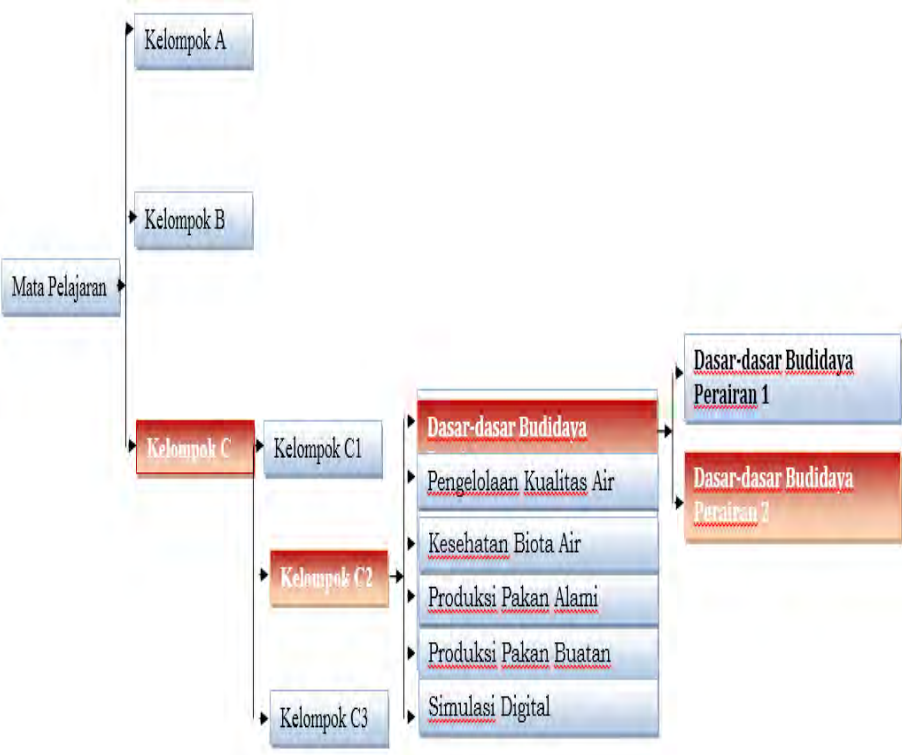 Kelompok A
Kelompok B
Mata Pelajaran
Kelompok C
Kelompok C1
Kelompok C2
Kelompok C3
Dasar-dasar Budidaya
Pengelolaan Kualitas Air
Kesehatan Biota Air
Produksi Pakan Alami
Produksi Pakan Buatan
Simulasi Digital
Dasar-dasar Budidaya
Perairan 1
Dasar-dasar Budidaya
Perairan 2